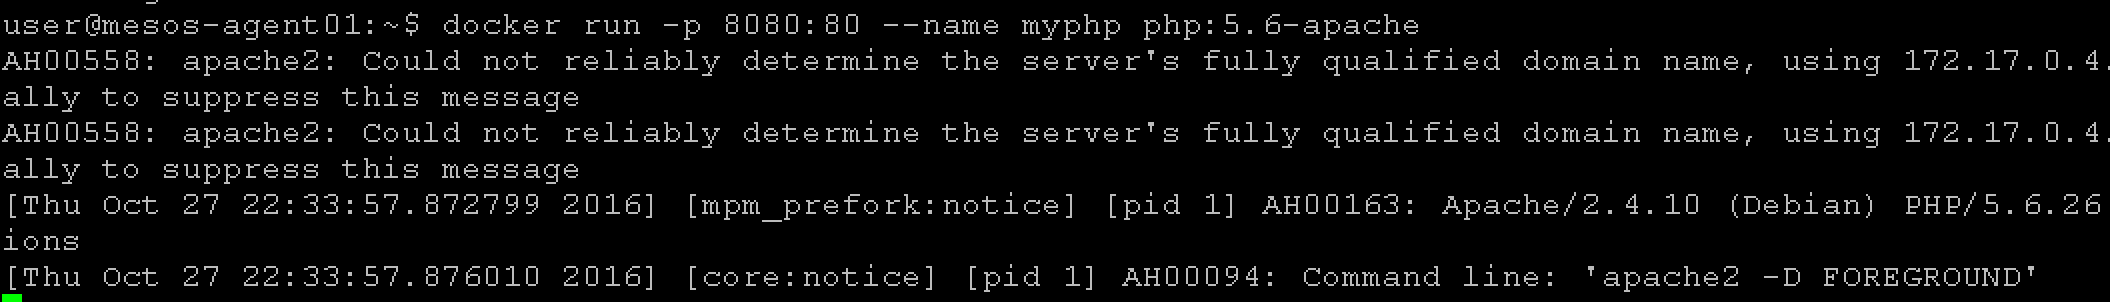 user@mesos-agent01:~$ docker run -p 8080:80 --name myphp php:5.6-apache
AH00558: apache2: Could not reliably determine the server's fully qualified domain name, using 172.17.0.4.
ally to suppress this message
AH00558: apache2: Could not reliably determine the server's fully qualified domain name, using 172.17.0.4.
ally to suppress this message
[Thu Oct 27 22:33:57.872799 2016] [mpm_prefork:notice] [pid 1] AH00163: Apache/2.4.10 (Debian) PHP/5.6.26
ions
[Thu Oct 27 22:33:57.876010 2016] [core:notice] [pid 1] AH00094: Command line: 'apache2 -D FOREGROUND'